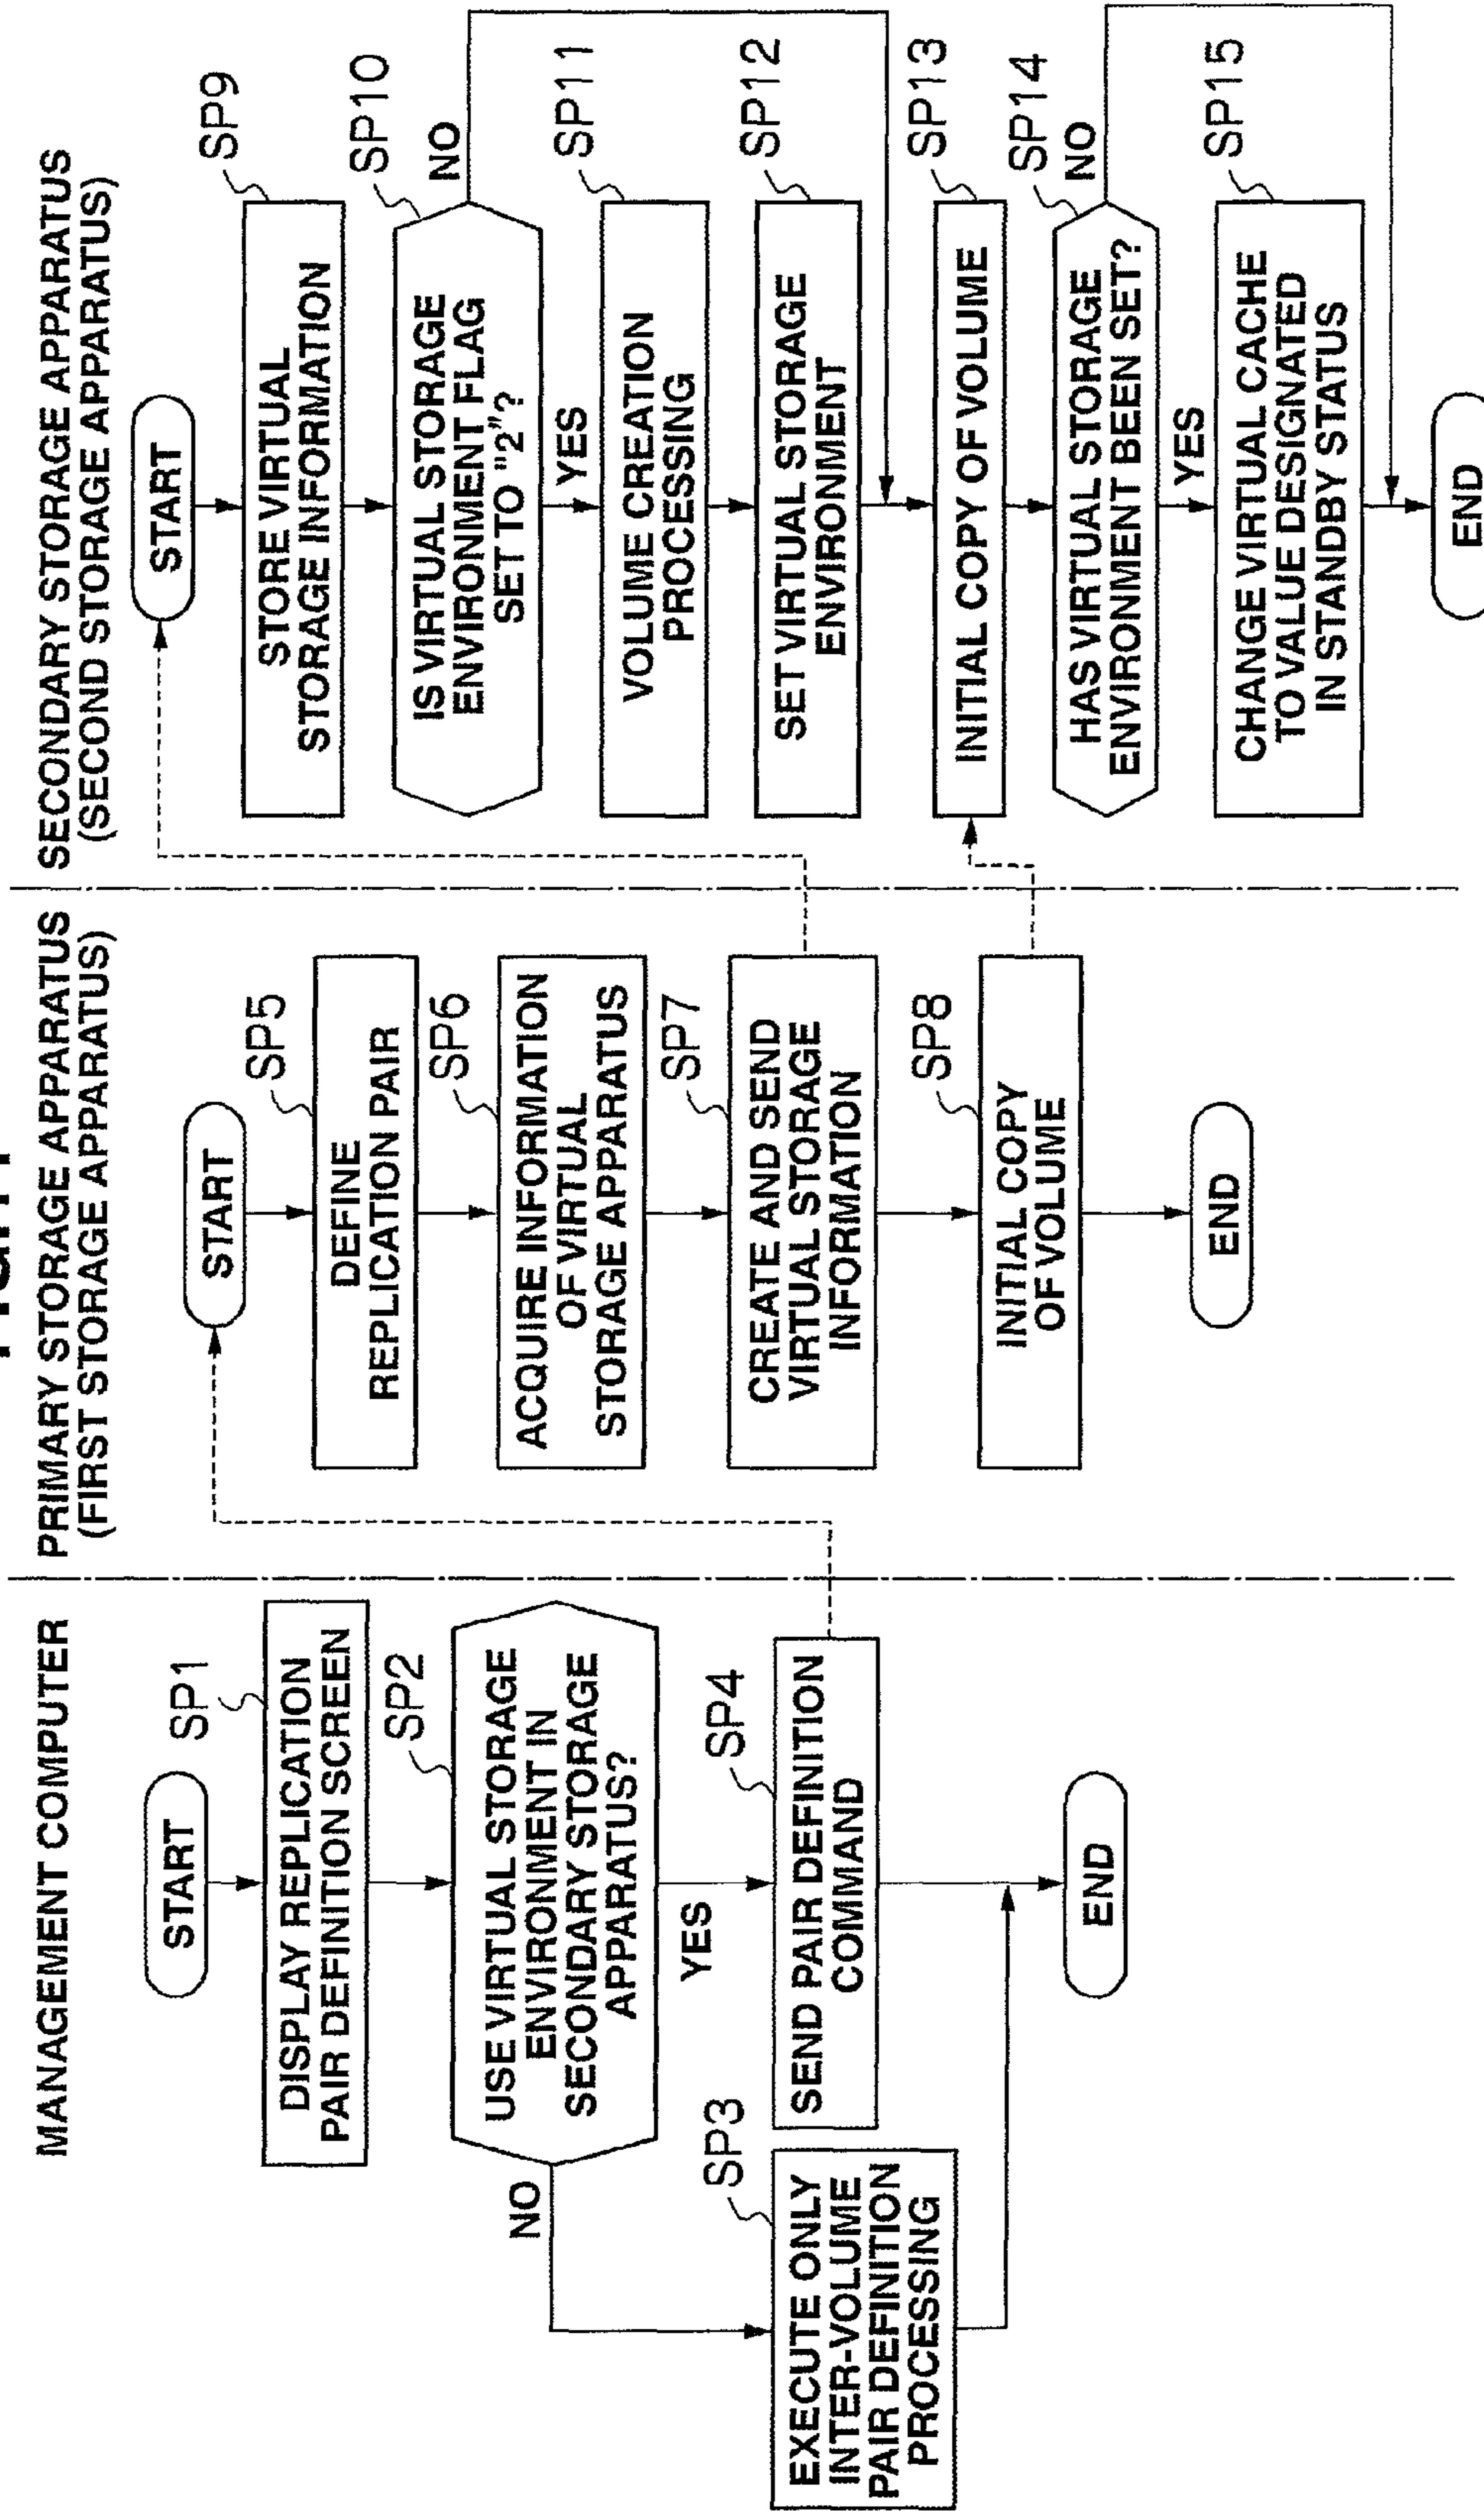 MANAGEMENT COMPUTER
START
SP1
DISPLAY REPLICATION
PAIR DEFINITION SCREEN
SP2
USE VIRTUAL STORAGE
ENVIRONMENT IN
SECONDARY STORAGE
APPARATUS?
NO
YES
SP3
EXECUTE ONLY
INTER-VOLUME
PAIR DEFINITION
PROCESSING
SP4
SEND PAIR DEFINITION
COMMAND
END
PRIMARY STORAGE APPARATUS
(FIRST STORAGE APPARATUS)
START
SP5
DEFINE
REPLICATION PAIR
SP6
ACQUIRE INFORMATION
OF VIRTUAL
STORAGE APPARATUS
SP7
CREATE AND SEND
VIRTUAL STORAGE
INFORMATION
SP8
INITIAL COPY
OF VOLUME
END
SECONDARY STORAGE APPARATUS
(SECOND STORAGE APPARATUS)
START
SP9
STORE VIRTUAL
STORAGE INFORMATION
SP10
IS VIRTUAL STORAGE
ENVIRONMENT FLAG
SET TO "2"?
NO
YES
SP11
VOLUME CREATION
PROCESSING
SP12
SET VIRTUAL STORAGE
ENVIRONMENT
SP13
INITIAL COPY OF VOLUME
SP14
HAS VIRTUAL STORAGE
ENVIRONMENT BEEN SET?
NO
YES
SP15
CHANGE VIRTUAL CACHE
TO VALUE DESIGNATED
IN STANDBY STATUS
END